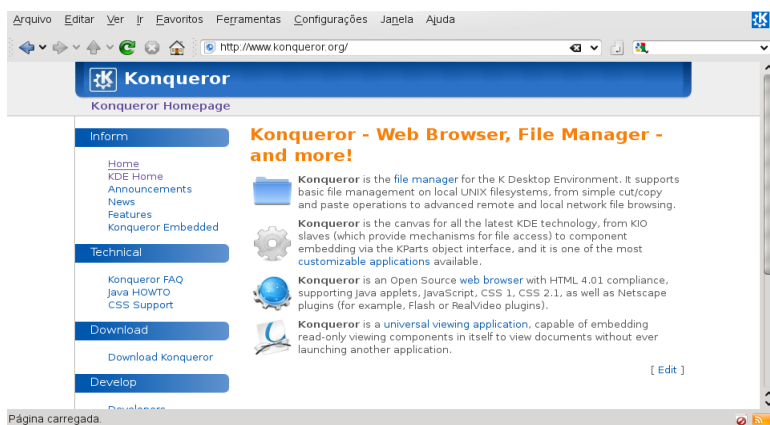 Arquivo Editar Ver Ir Favoritos Ferramentas Configurações Janela Ajuda
http://www.konqueror.org/
Konqueror
Konqueror Homepage
Inform
Home
KDE Home
Announcements
News
Features
Konqueror Embedded
Technical
Konqueror FAQ
Java HOWTO
CSS Support
Download
Download Konqueror
Develop
Developers
Konqueror - Web Browser, File Manager -
and more!
Konqueror is the file manager for the K Desktop Environment. It supports
basic file management on local UNIX filesystems, from simple cut/copy
and paste operations to advanced remote and local network file browsing.
Konqueror is the canvas for all the latest KDE technology, from KIO
slaves (which provide mechanisms for file access) to component
embedding via the KParts object interface, and it is one of the most
customizable applications available.
Konqueror is an Open Source web browser with HTML 4.01 compliance,
supporting Java applets, JavaScript, CSS 1, CSS 2.1, as well as Netscape
plugins (for example, Flash or RealVideo plugins).
Konqueror is a universal viewing application, capable of embedding
read-only viewing components in itself to view documents without ever
launching another application.
[ Edit ]
Página carregada.